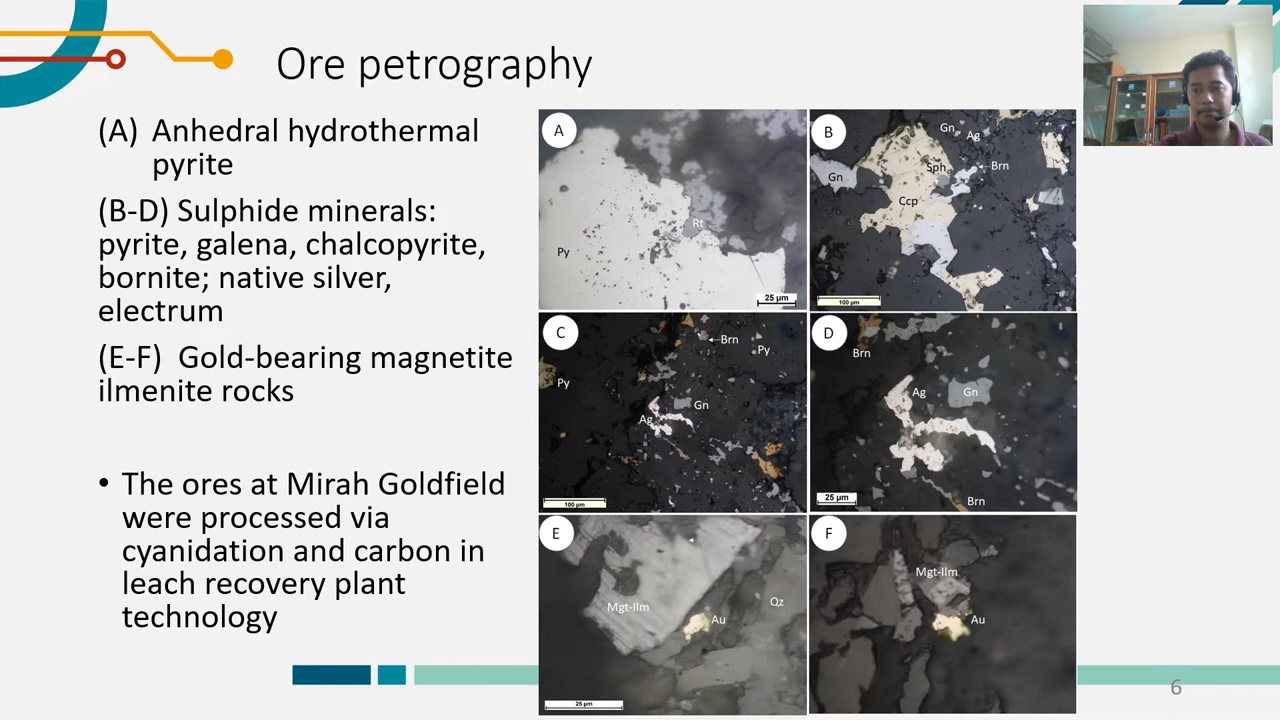 Ore petrography
(A) Anhedral hydrothermal
pyrite
(B-D) Sulphide minerals:
pyrite, galena, chalcopyrite,
bornite; native silver,
electrum
(E-F) Gold-bearing magnetite
ilmenite rocks
• The ores at Mirah Goldfield
were processed via
cyanidation and carbon in
leach recovery plant
technology
A
Rt
Py
25 µm
B
Gn
Ag
Sph
Brn
Gn
Ccp
100 µm
C
Brn
Py
Py
Gn
Ag
100 µm
D
Brn
Ag
Gn
25 µm
Brn
E
Mgt-Ilm
Qz
Au
25 µm
F
Mgt-Ilm
Au
6